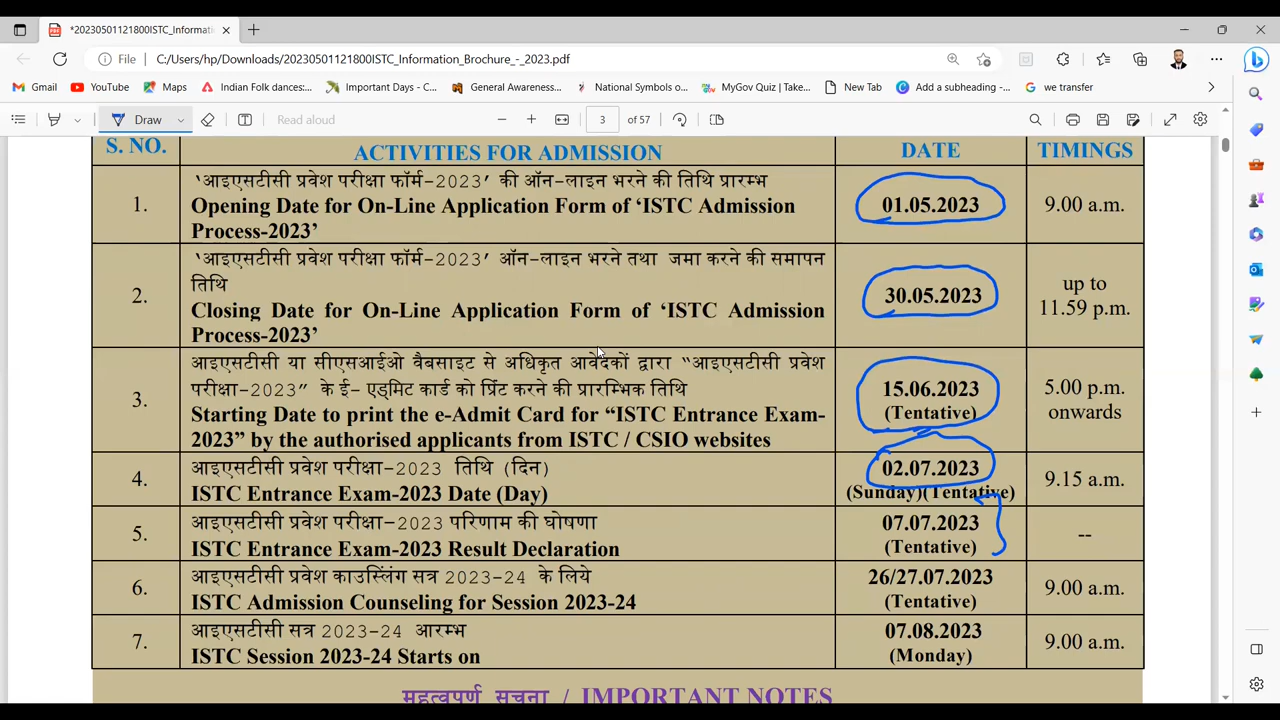 *20230501121800ISTC_Informati
File
C:/Users/hp/Downloads/20230501121800ISTC_Information_Brochure_-_2023.pdf
Gmail
YouTube
Maps
Indian Folk dances:...
Important Days - C...
General Awareness...
National Symbols o...
MyGov Quiz | Take...
New Tab
Add a subheading -...
we transfer
Draw
Read aloud
3
of 57
S. NO.
ACTIVITIES FOR ADMISSION
DATE
TIMINGS
1.
‘आइएसटीसी प्रवेश परीक्षा फॉर्म-2023’ की ऑन-लाइन भरने की तिथि प्रारम्भ
Opening Date for On-Line Application Form of ‘ISTC Admission
Process-2023’
01.05.2023
9.00 a.m.
2.
‘आइएसटीसी प्रवेश परीक्षा फॉर्म-2023’ ऑन-लाइन भरने तथा जमा करने की समापन
तिथि
Closing Date for On-Line Application Form of ‘ISTC Admission
Process-2023’
30.05.2023
up to
11.59 p.m.
3.
आइएसटीसी या सीएसआईओ वैबसाइट से अधिकृत आवेदकों द्वारा “आइएसटीसी प्रवेश
परीक्षा-2023” के ई- एड्मिट कार्ड को प्रिंट करने की प्रारम्भिक तिथि
Starting Date to print the e-Admit Card for “ISTC Entrance Exam-
2023” by the authorised applicants from ISTC / CSIO websites
15.06.2023
(Tentative)
5.00 p.m.
onwards
4.
आइएसटीसी प्रवेश परीक्षा-2023 तिथि (दिन)
ISTC Entrance Exam-2023 Date (Day)
02.07.2023
(Sunday)(Tentative)
9.15 a.m.
5.
आइएसटीसी प्रवेश परीक्षा-2023 परिणाम की घोषणा
ISTC Entrance Exam-2023 Result Declaration
07.07.2023
(Tentative)
--
6.
आइएसटीसी प्रवेश काउस्लिंग सत्र 2023-24 के लिये
ISTC Admission Counseling for Session 2023-24
26/27.07.2023
(Tentative)
9.00 a.m.
7.
आइएसटीसी सत्र 2023-24 आरम्भ
ISTC Session 2023-24 Starts on
07.08.2023
(Monday)
9.00 a.m.
महत्वपूर्ण सूचना / IMPORTANT NOTES